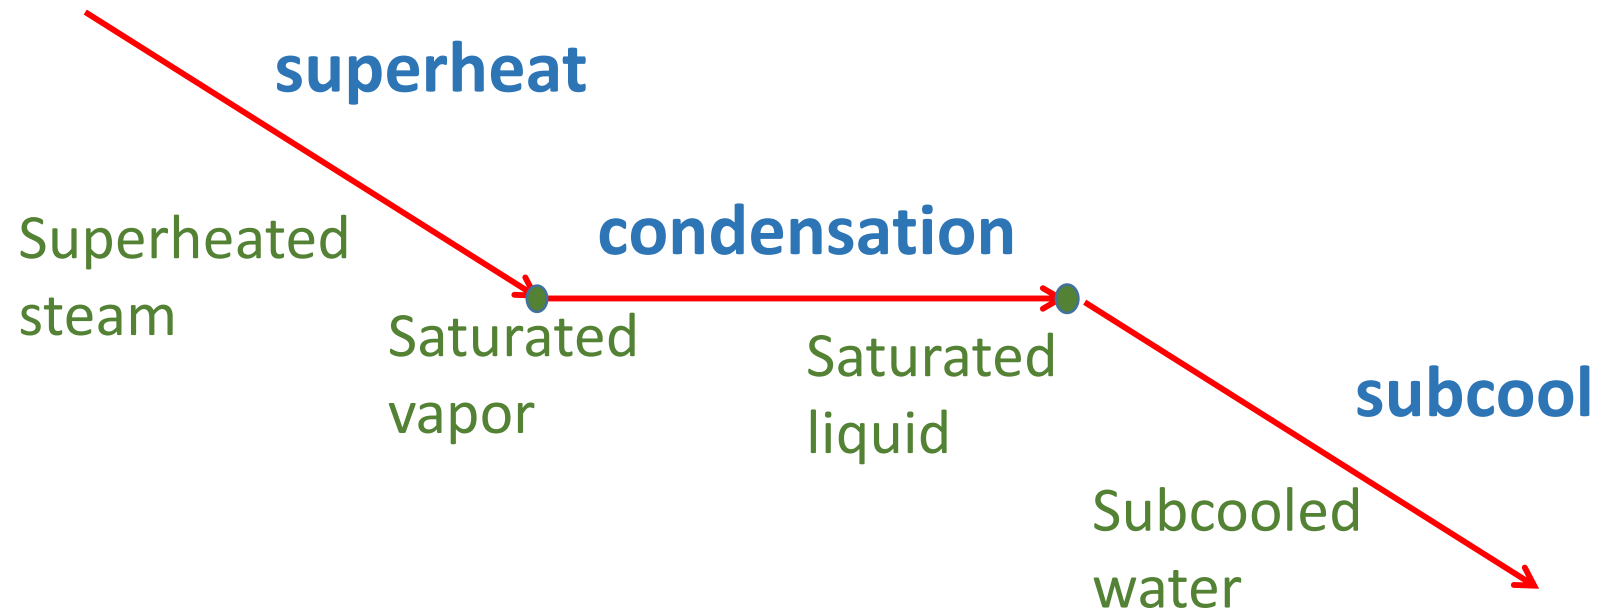 superheat
Superheated
steam
condensation
Saturated
vapor
Saturated
liquid
subcool
Subcooled
water